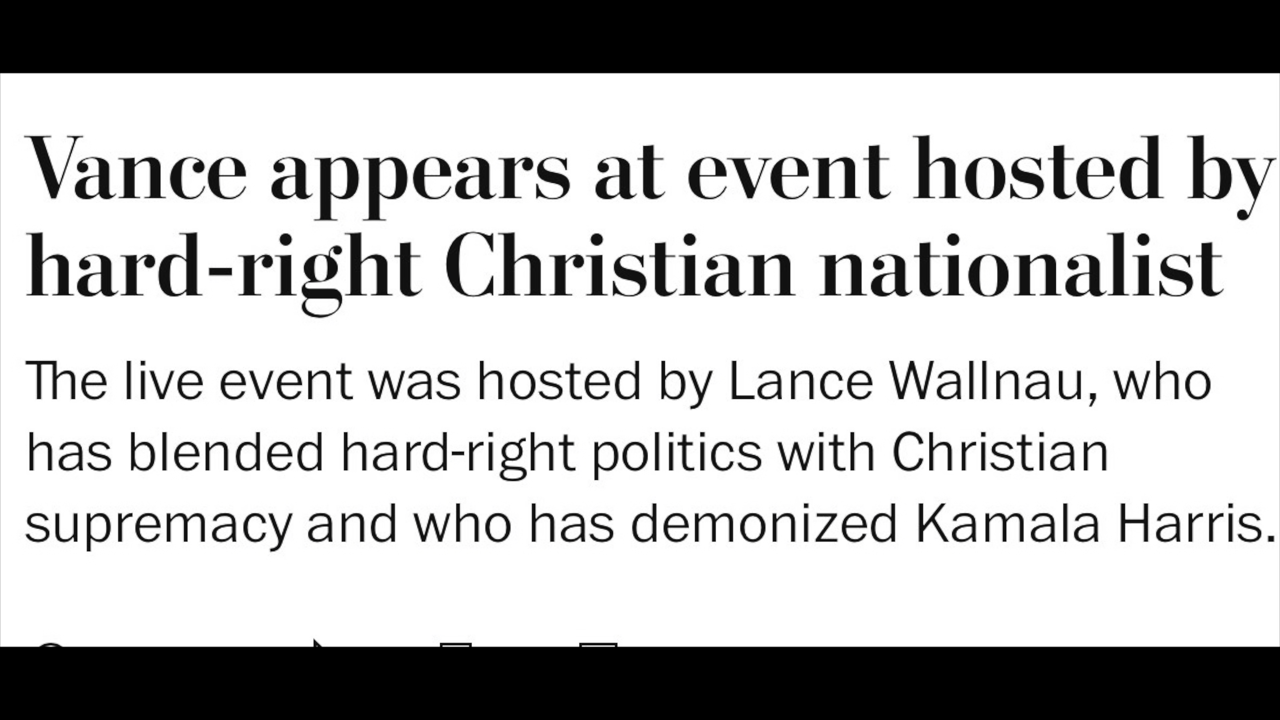 Vance appears at event hosted by
hard-right Christian nationalist
The live event was hosted by Lance Wallnau, who
has blended hard-right politics with Christian
supremacy and who has demonized Kamala Harris.